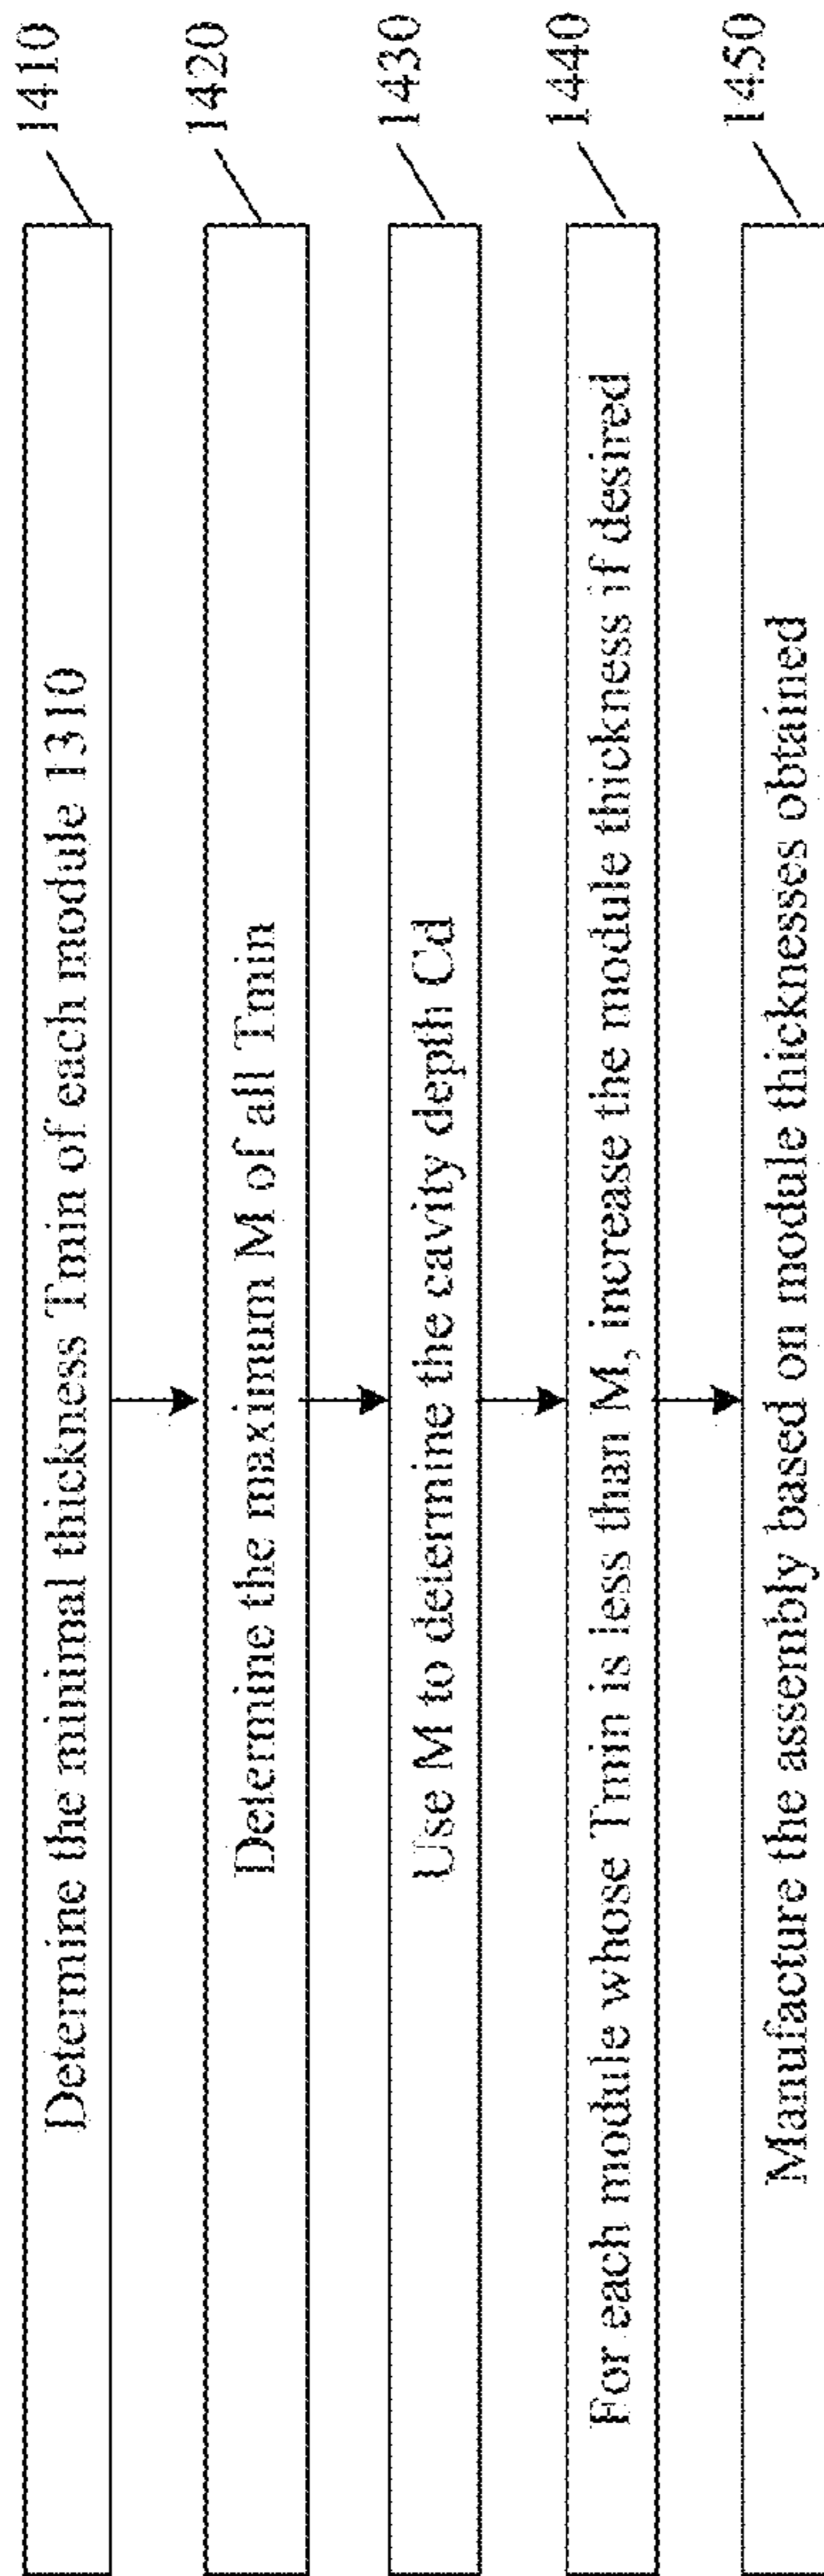 Determine the minimal thickness Tmin of each module 1310
1410
Determine the maximum M of all Tmin
1420
Use M to determine the cavity depth Cd
1430
For each module whose Tmin is less than M, increase the module thickness if desired
1440
Manufacture the assembly based on module thicknesses obtained
1450